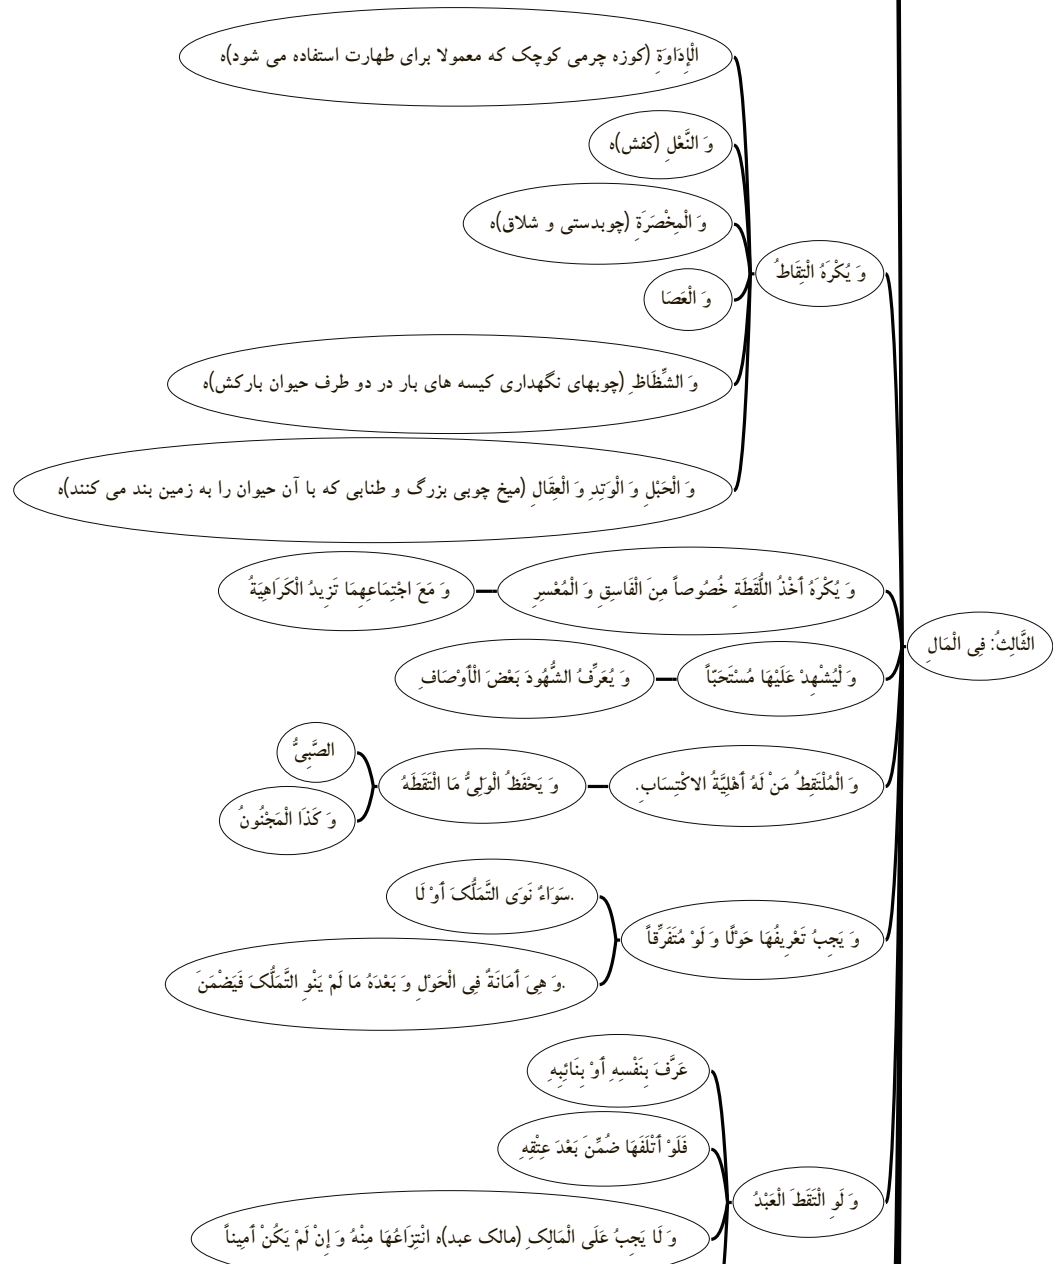 الثَّالِثُ: فِی الْمَالِ
وَ یُکْرَهُ الْتِقَاطُ
الْإِدَاوَةِ (کوزه چرمی کوچک که معمولا برای طهارت استفاده می شود)ه
وَ النَّعْلِ (کفش)ه
وَ الْمِخْصَرَةِ (چوبدستی و شلاق)ه
وَ الْعَصَا
وَ الشِّظَاظِ (چوبهای نگهداری کیسه های بار در دو طرف حیوان بارکش)ه
وَ الْحَبْلِ وَ الْوَتِدِ وَ الْعِقَالِ (میخ چوبی بزرگ و طنابی که با آن حیوان را به زمین بند می کنند)ه
وَ یُکْرَهُ أَخْذُ اللُّقَطَةِ خُصُوصاً مِنَ الْفَاسِقِ وَ الْمُعْسِرِ
وَ مَعَ اجْتِمَاعِهِمَا تَزِیدُ الْکَرَاهِیَةُ
وَ لْیُشْهِدْ عَلَیْهَا مُسْتَحَبّاً
وَ یُعَرِّفُ الشُّهُودَ بَعْضَ الْأَوْصَافِ
وَ الْمُلْتَقِطُ مَنْ لَهُ أَهْلِیَّةُ الاکْتِسَابِ.
وَ یَحْفَظُ الْوَلِیُّ مَا الْتَقَطَهُ
الصَّبِیُّ
وَ کَذَا الْمَجْنُونُ
وَ یَجِبُ تَعْرِیفُهَا حَوْلًا وَ لَوْ مُتَفَرِّقاً
.سَوَاءٌ نَوَی التَّمَلُّکَ أَوْ لَا
.وَ هِیَ أَمَانَةٌ فِی الْحَوْلِ وَ بَعْدَهُ مَا لَمْ یَنْوِ التَّمَلُّکَ فَیَضْمَنَ
وَ لَوِ الْتَقَطَ الْعَبْدُ
عَرَّفَ بِنَفْسِهِ أَوْ بِنَائِبِهِ
فَلَوْ أَتْلَفَهَا ضُمِّنَ بَعْدَ عِتْقِهِ
وَ لَا یَجِبُ عَلَی الْمَالِکِ (مالک عبد)ه انْتِزَاعُهَا مِنْهُ وَ إِنْ لَمْ یَکُنْ أَمِیناً